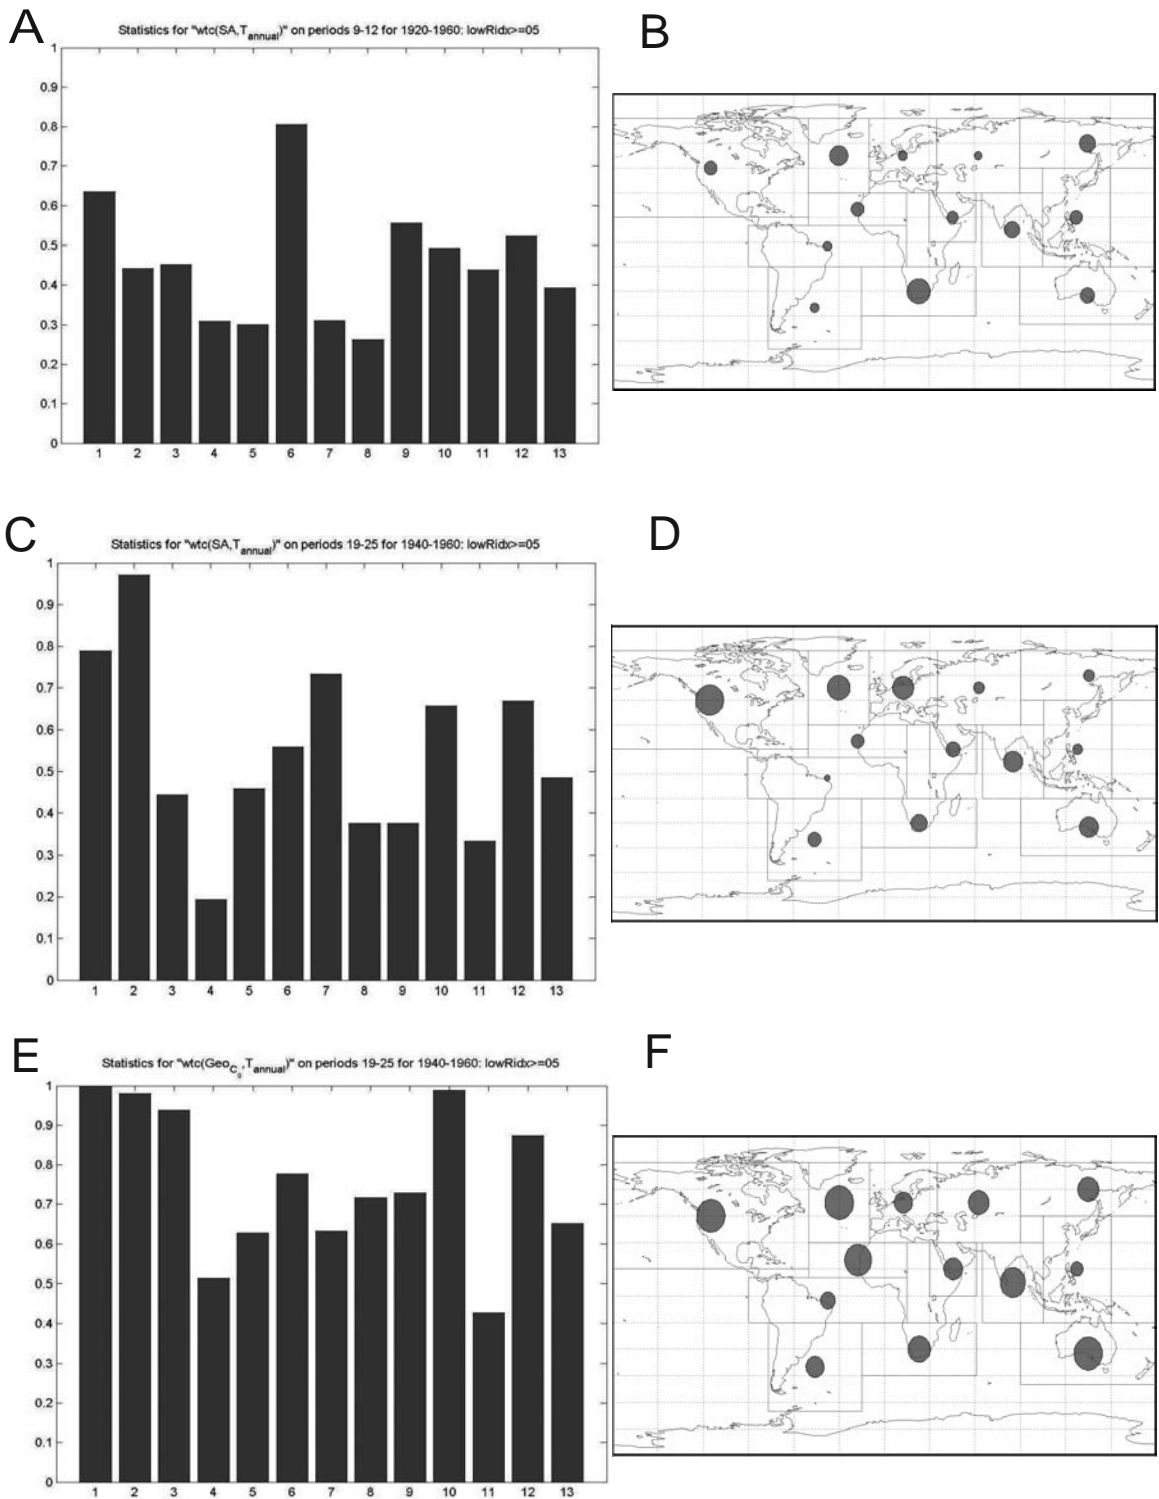 A
B
Statistics for "wtc(SA,Tannual)" on periods 9-12 for 1920-1960: lowRidx>=05
1
0.9
0.8
0.7
0.6
0.5
0.4
0.3
0.2
0.1
0
1 2 3 4 5 6 7 8 9 10 11 12 13
C
D
Statistics for "wtc(SA,Tannual)" on periods 19-25 for 1940-1960: lowRidx>=05
1
0.9
0.8
0.7
0.6
0.5
0.4
0.3
0.2
0.1
0
1 2 3 4 5 6 7 8 9 10 11 12 13
E
F
Statistics for "wtc(GeoC9,Tannual)" on periods 19-25 for 1940-1960: lowRidx>=05
1
0.9
0.8
0.7
0.6
0.5
0.4
0.3
0.2
0.1
0
1 2 3 4 5 6 7 8 9 10 11 12 13